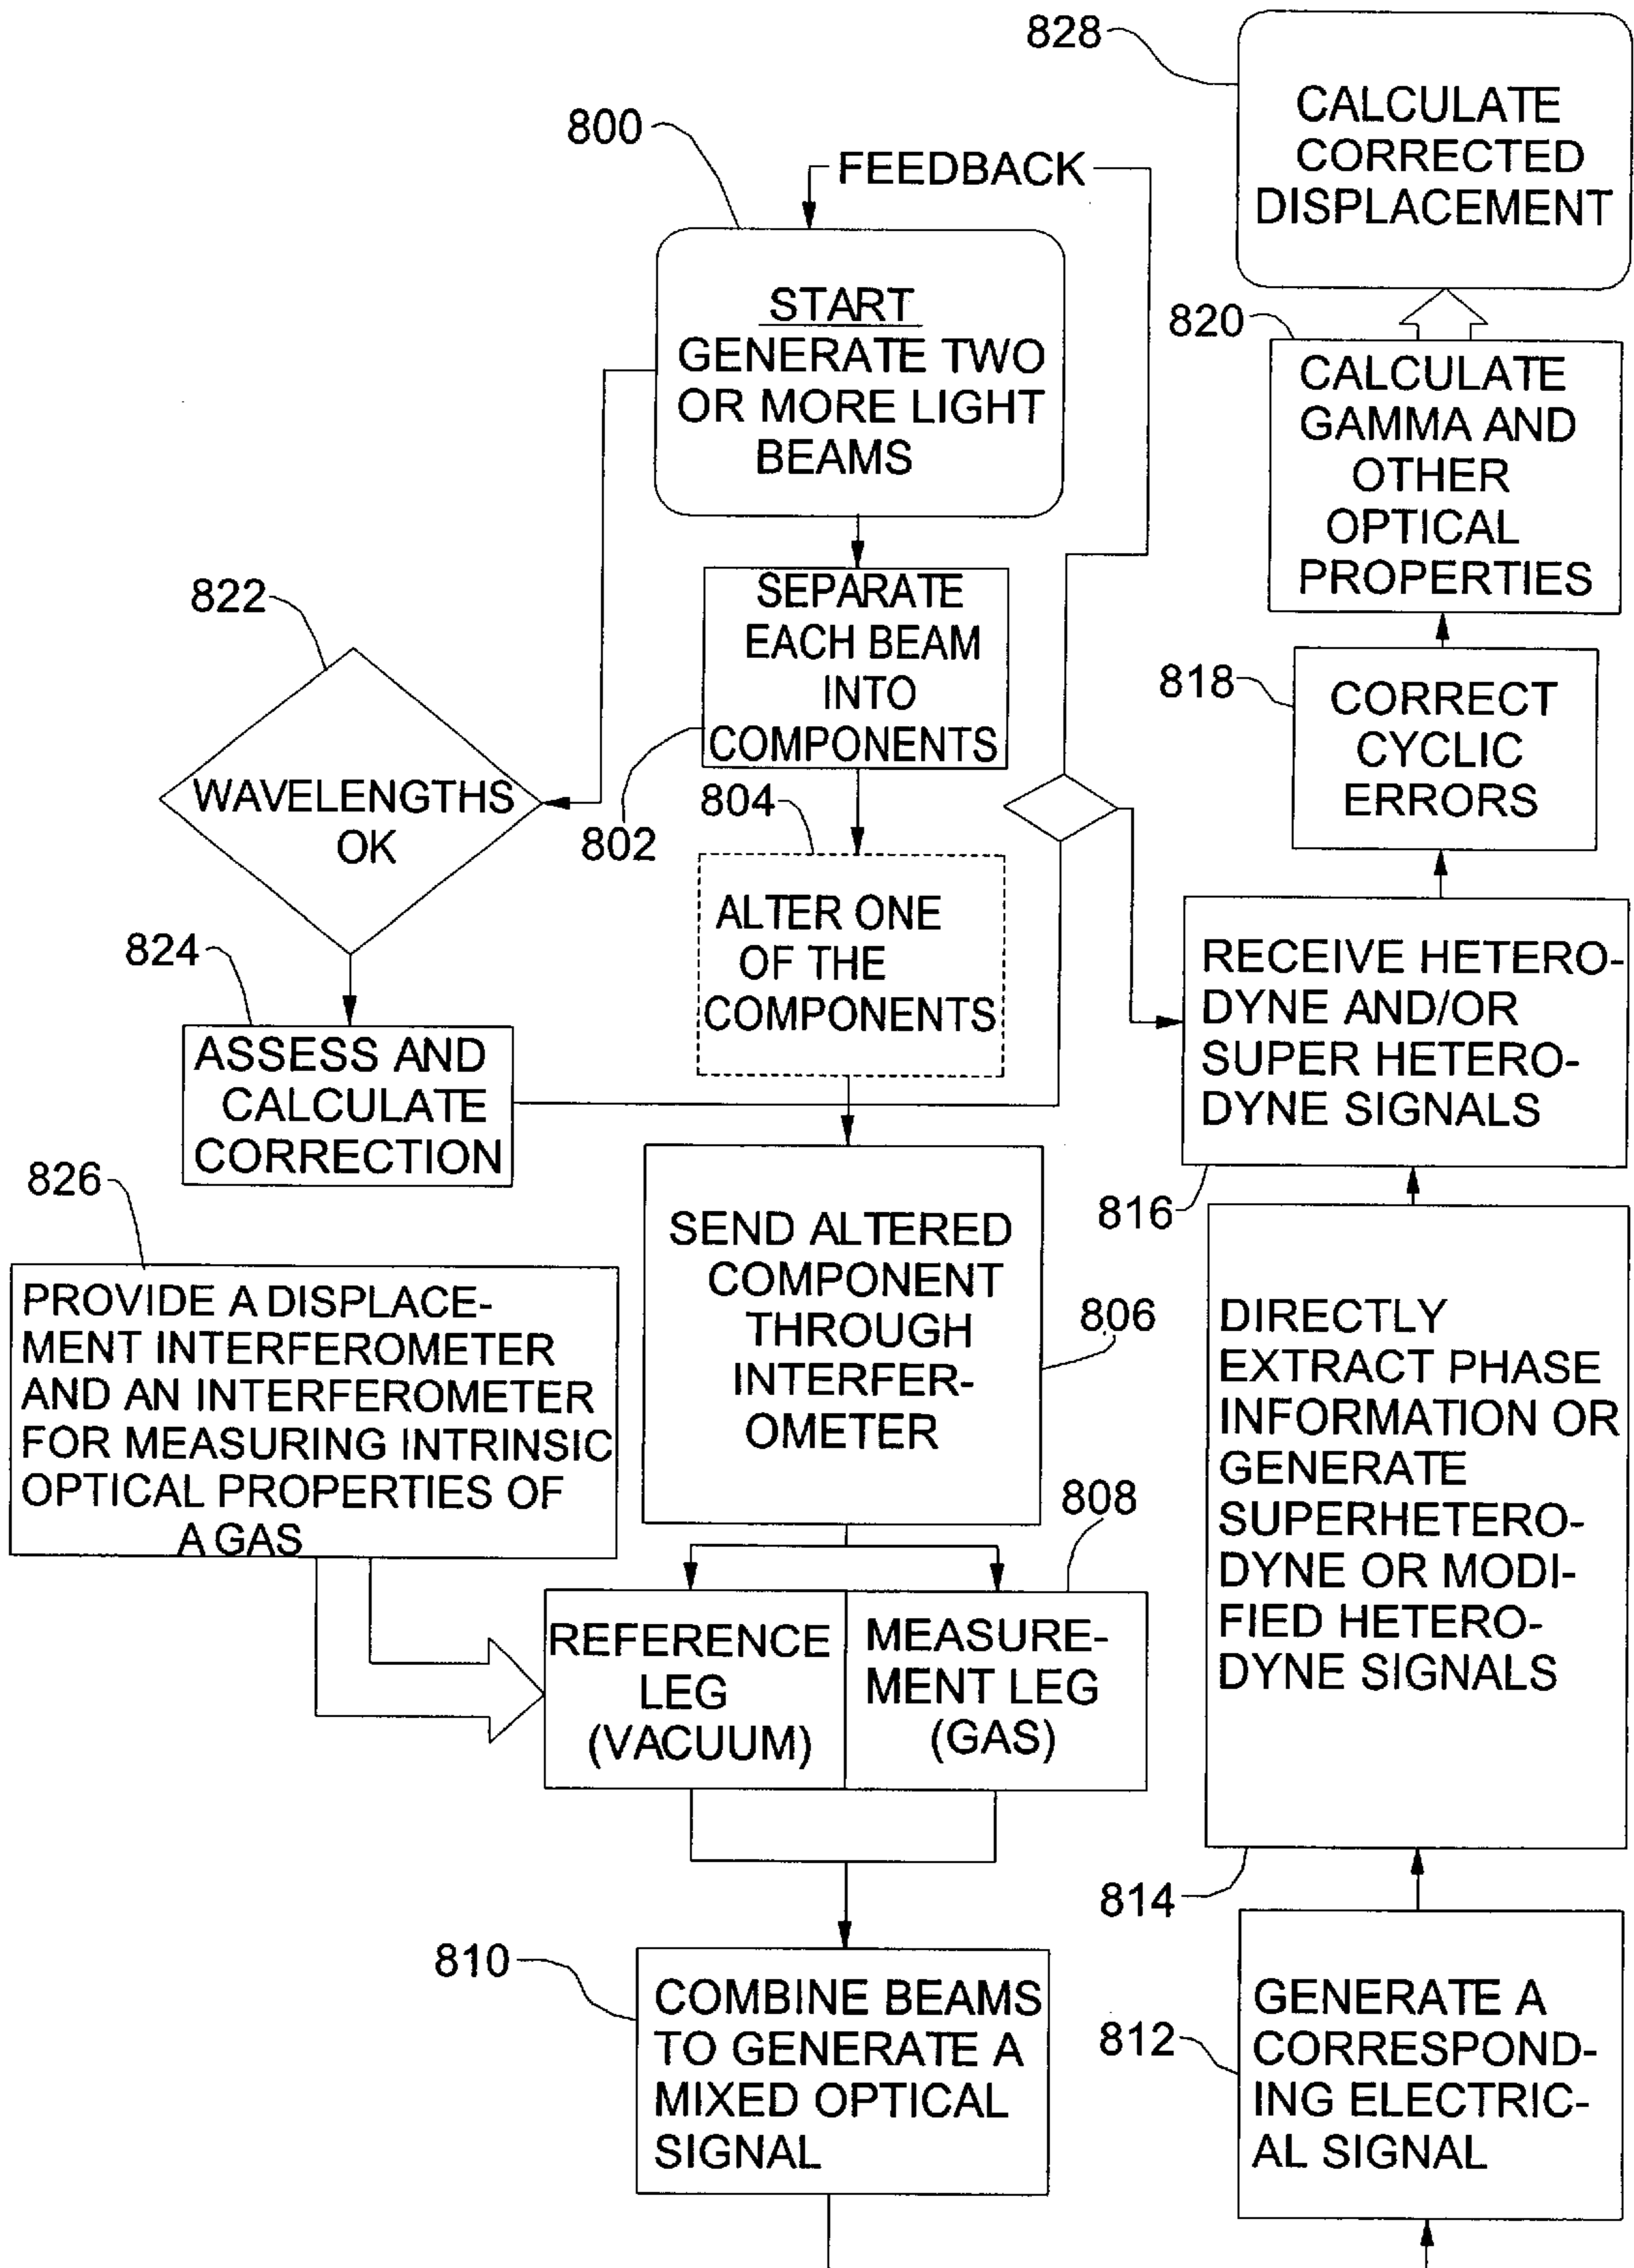 800
FEEDBACK
START
GENERATE TWO
OR MORE LIGHT
BEAMS
822
WAVELENGTHS
OK
824
ASSESS AND
CALCULATE
CORRECTION
SEPARATE
EACH BEAM
INTO
COMPONENTS
802
804
ALTER ONE
OF THE
COMPONENTS
826
PROVIDE A DISPLACE-
MENT INTERFEROMETER
AND AN INTERFEROMETER
FOR MEASURING INTRINSIC
OPTICAL PROPERTIES OF
A GAS
SEND ALTERED
COMPONENT
THROUGH
INTERFER-
OMETER
806
808
REFERENCE
LEG
(VACUUM)
MEASURE-
MENT LEG
(GAS)
810
COMBINE BEAMS
TO GENERATE A
MIXED OPTICAL
SIGNAL
828
CALCULATE
CORRECTED
DISPLACEMENT
820
CALCULATE
GAMMA AND
OTHER
OPTICAL
PROPERTIES
818
CORRECT
CYCLIC
ERRORS
RECEIVE HETERO-
DYNE AND/OR
SUPER HETERO-
DYNE SIGNALS
816
DIRECTLY
EXTRACT PHASE
INFORMATION OR
GENERATE
SUPERHETERO-
DYNE OR MODI-
FIED HETERO-
DYNE SIGNALS
814
812
GENERATE A
CORRESPOND-
ING ELECTRIC-
AL SIGNAL